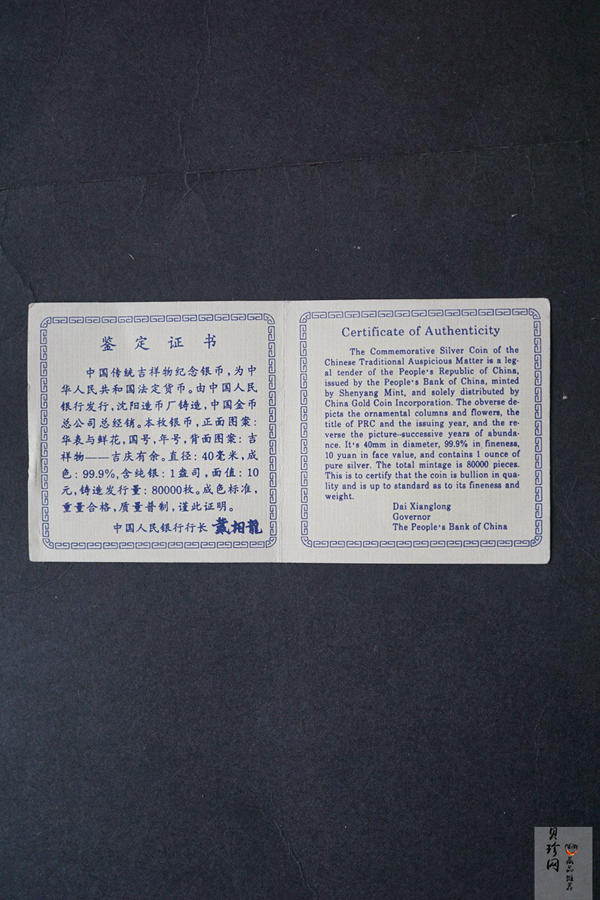 鉴定证书
中国传统吉祥物纪念银币，为中
华人民共和国法定货币。由中国人民
银行发行，沈阳造币厂铸造，中国金币
总公司总经销。本枚银币，正面图案：
华表与鲜花，国号，年号，背面图案：吉
祥物——吉庆有余。直径：40毫米，成
色：99.9%，含纯银：1盎司，面值：10
元，铸造发行量：80000枚。成色标准，
重量合格，质量普制，谨此证明。
中国人民银行行长 戴相龍
Certificate of Authenticity
The Commemorative Silver Coin of the
Chinese Traditional Auspicious Matter is a leg-
al tender of the People's Republic of China,
issued by the People's Bank of China, minted
by Shenyang Mint, and solely distributed by
China Gold Coin Incorporation. The obverse de-
picts the ornamental columns and flowers, the
title of PRC and the issuing year, and the re-
verse the picture-successive years of abunda-
nce. It's 40mm in diameter, 99.9% in fineness,
10 yuan in face value, and contains 1 ounce of
pure silver. The total mintage is 80000 pieces.
This is to certify that the coin is bullion in qua-
lity and is up to standard as to its fineness and
weight.
Dai Xianglong
Governor
The People's Bank of China
贝珍网